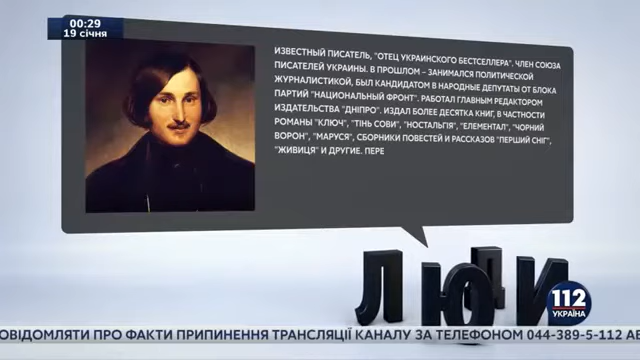 00:29
19 січня
ИЗВЕСТНЫЙ ПИСАТЕЛЬ, "ОТЕЦ УКРАИНСКОГО БЕСТСЕЛЛЕРА". ЧЛЕН СОЮЗА
ПИСАТЕЛЕЙ УКРАИНЫ. В ПРОШЛОМ – ЗАНИМАЛСЯ ПОЛИТИЧЕСКОЙ
ЖУРНАЛИСТИКОЙ, БЫЛ КАНДИДАТОМ В НАРОДНЫЕ ДЕПУТАТЫ ОТ БЛОКА
ПАРТИЙ "НАЦИОНАЛЬНЫЙ ФРОНТ". РАБОТАЛ ГЛАВНЫМ РЕДАКТОРОМ
ИЗДАТЕЛЬСТВА "ДНІПРО". ИЗДАЛ БОЛЕЕ ДЕСЯТКА КНИГ, В ЧАСТНОСТИ
РОМАНЫ "КЛЮЧ", "ТІНЬ СОВИ", "НОСТАЛЬГІЯ", "ЕЛЕМЕНТАЛ", "ЧОРНИЙ
ВОРОН", "МАРУСЯ", СБОРНИКИ ПОВЕСТЕЙ И РАССКАЗОВ "ПЕРШИЙ СНІГ",
"ЖИВИЦЯ" И ДРУГИЕ. ПЕРЕ
ЛЮДИ
112
УКРАЇНА
ОВІДОМЛЯТИ ПРО ФАКТИ ПРИПИНЕННЯ ТРАНСЛЯЦІЇ КАНАЛУ ЗА ТЕЛЕФОНОМ 044-389-5-112 АБ